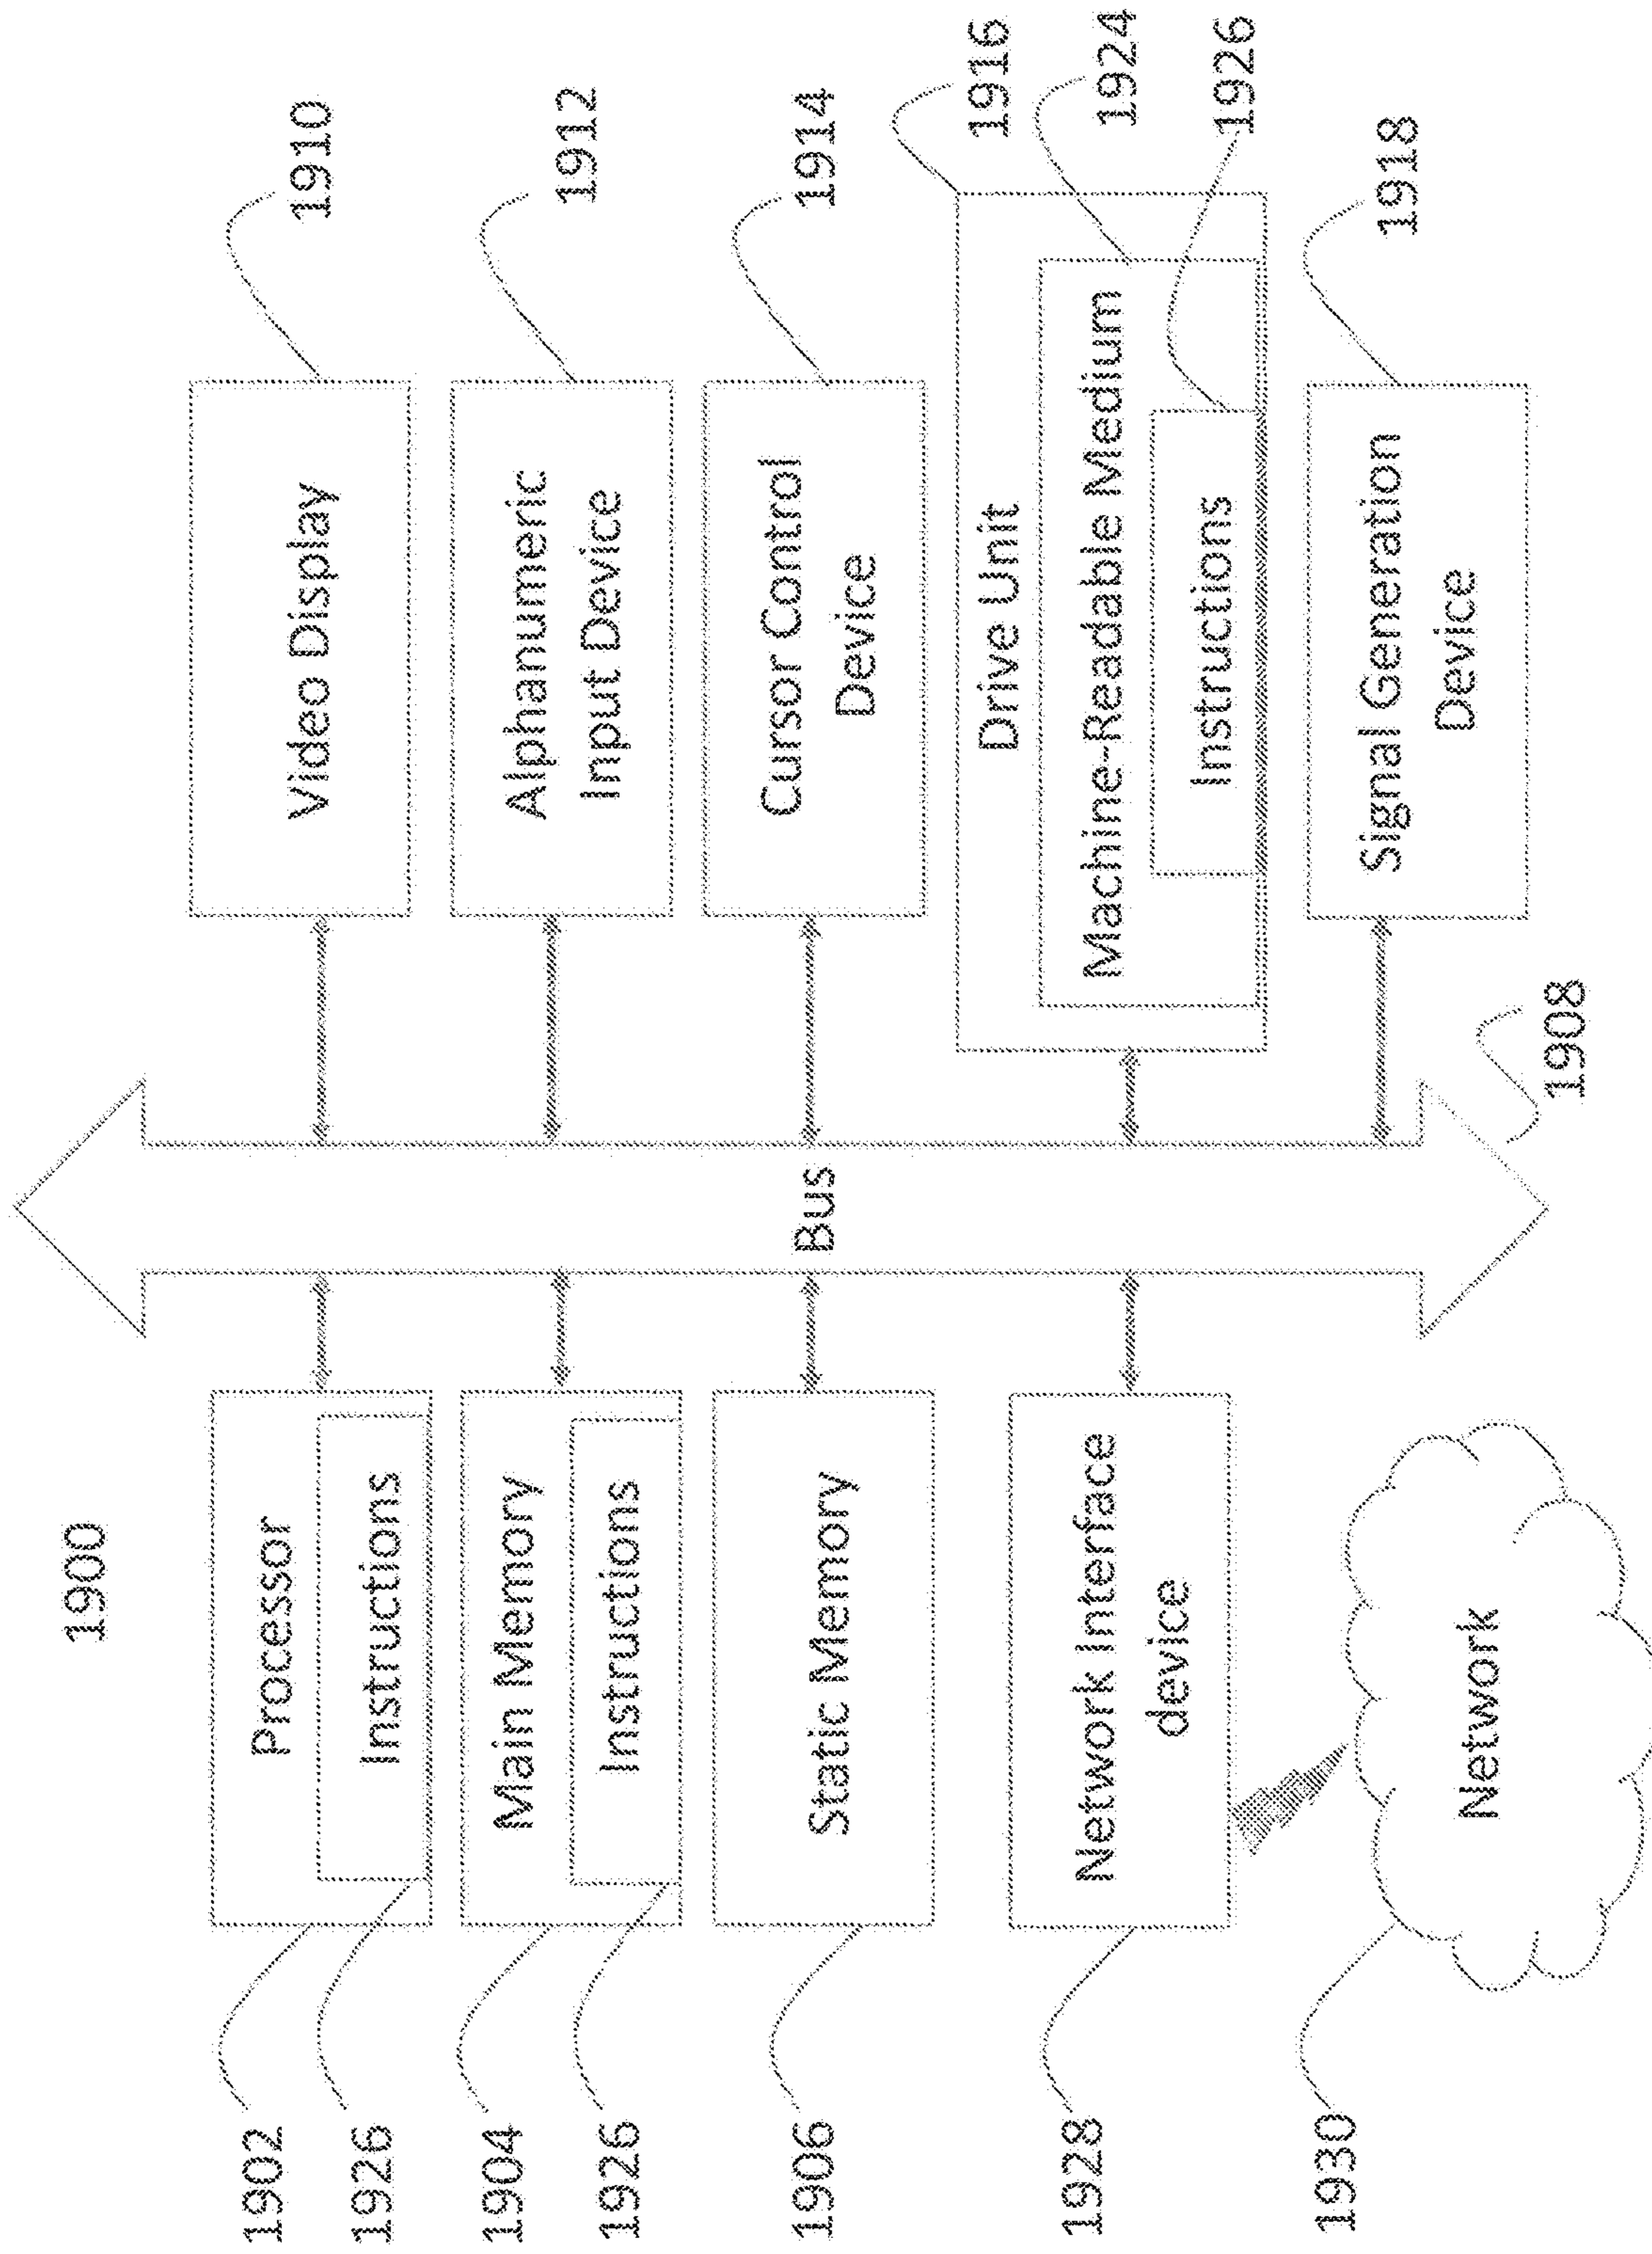 1900
1902
Processor
1926
Instructions
1904
Main Memory
1926
Instructions
1906
Static Memory
1928
Network Interface
device
1930
Network
Bus
1908
Video Display
1910
Alphanumeric
Input Device
1912
Cursor Control
Device
1914
Drive Unit
1916
Machine-Readable Medium
1924
Instructions
1926
Signal Generation
Device
1918